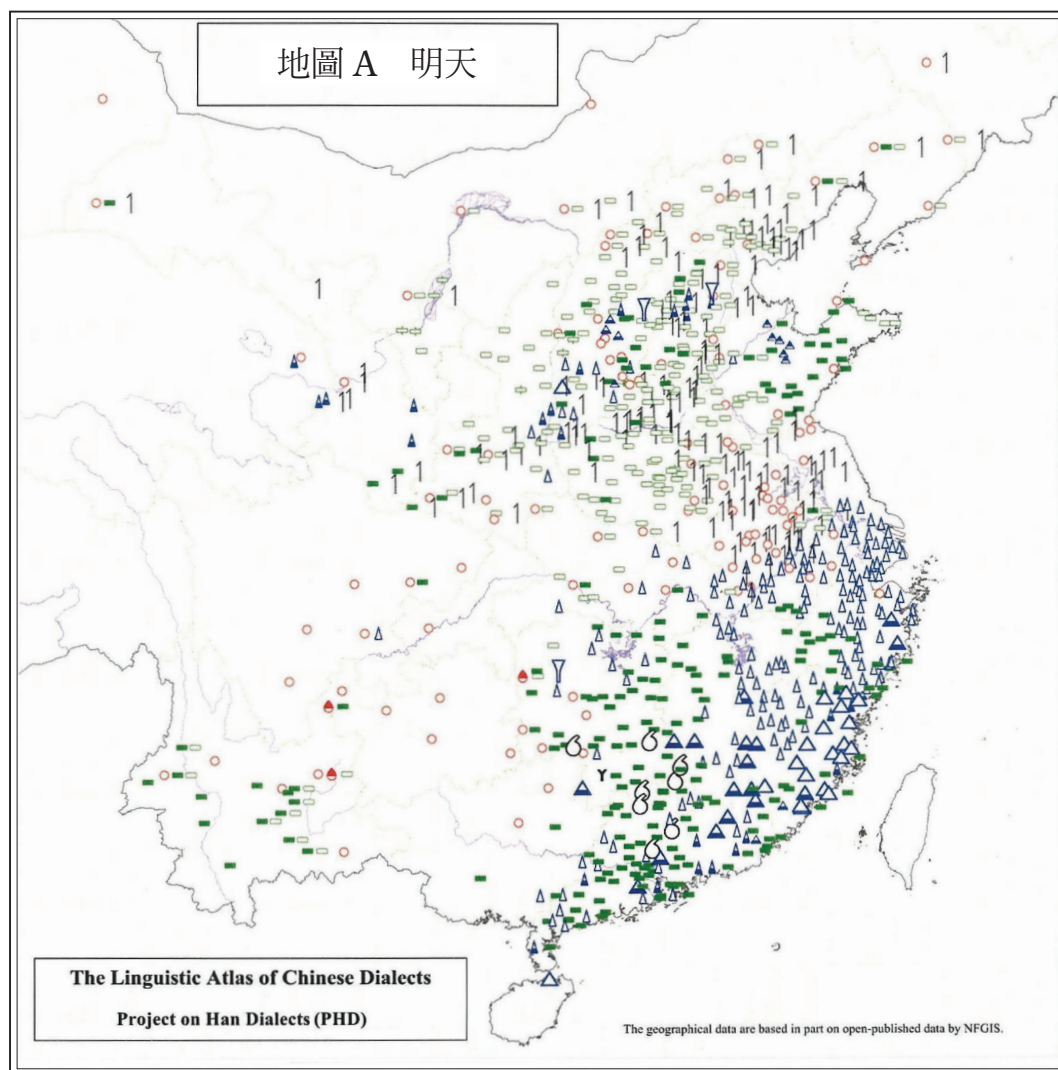 地圖 A 明天
The Linguistic Atlas of Chinese Dialects
Project on Han Dialects (PHD)
The geographical data are based in part on open-published data by NFGIS.